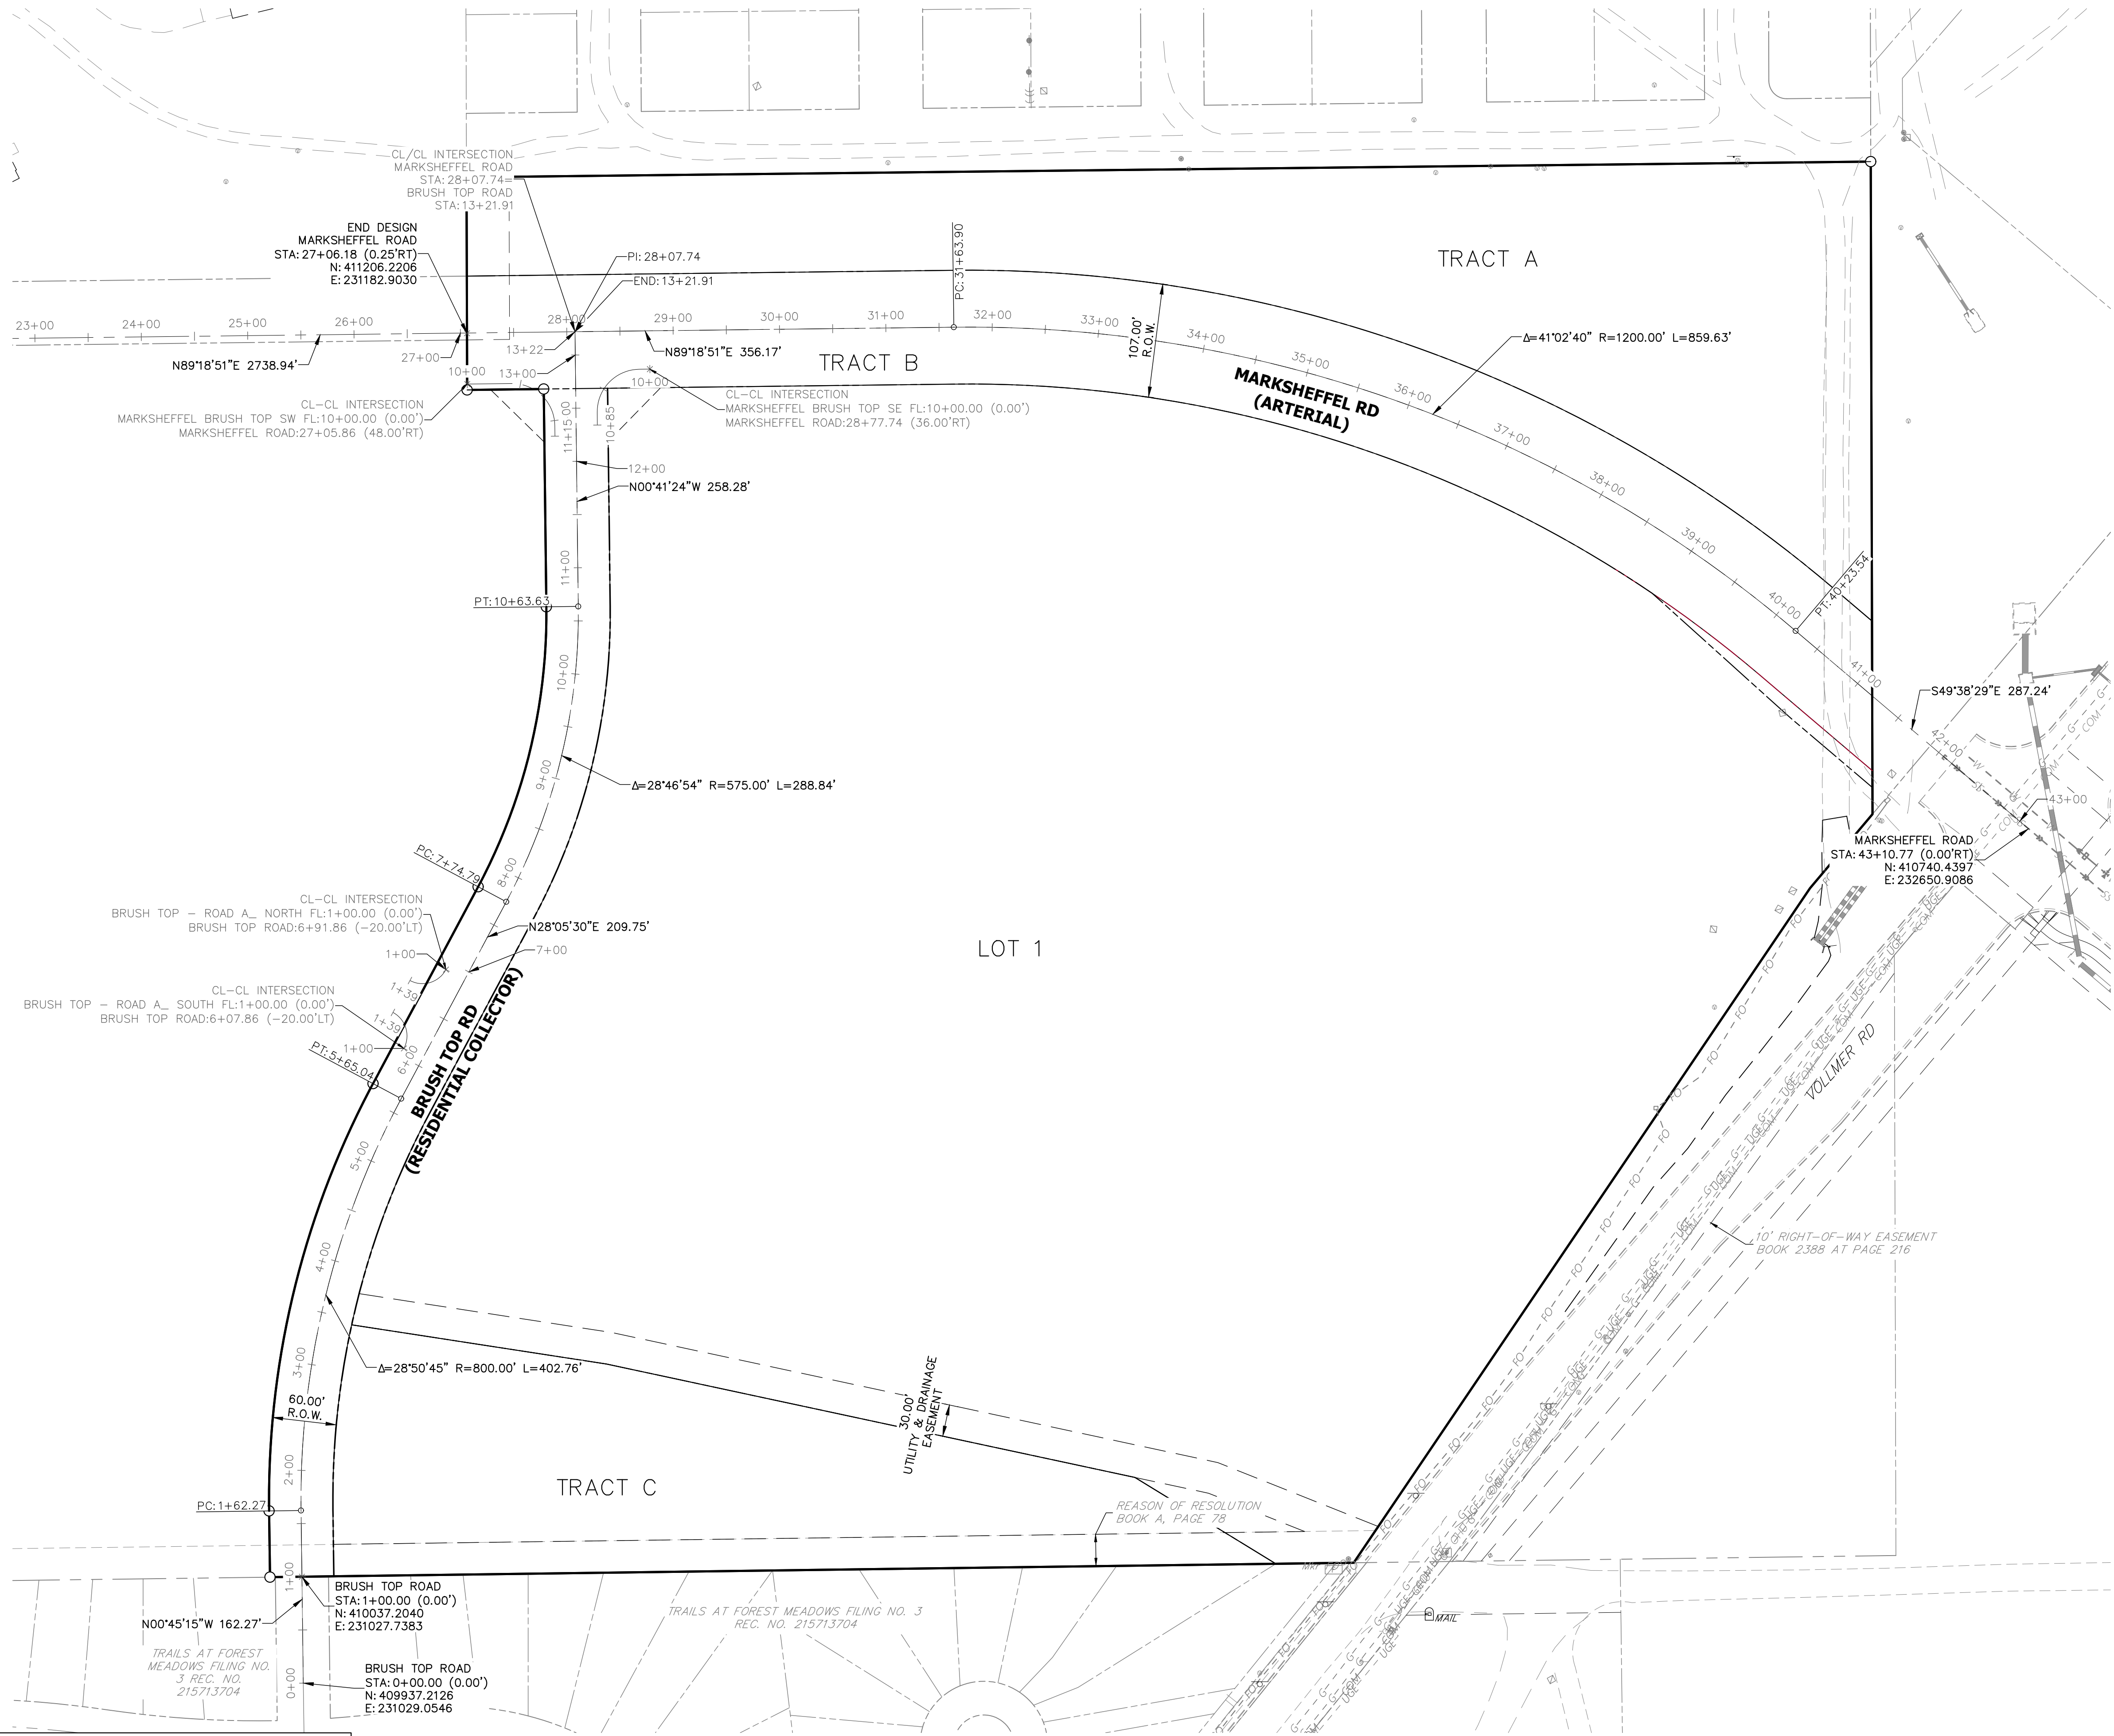 CL/CL INTERSECTION
MARKSHEFFEL ROAD
STA: 28+07.74=
BRUSH TOP ROAD
STA: 13+21.91
END DESIGN
MARKSHEFFEL ROAD
STA: 27+06.18 (0.25'RT)
N: 411206.2206
E: 231182.9030
PI: 28+07.74
END: 13+21.91
PC: 31+63.90
TRACT A
23+00
24+00
25+00
26+00
27+00
28+00
29+00
30+00
31+00
32+00
33+00
34+00
35+00
36+00
37+00
38+00
39+00
40+00
41+00
42+00
43+00
N89°18'51"E 2738.94'
13+22
13+00
10+00
N89°18'51"E 356.17'
TRACT B
107.00'
R.O.W.
Δ=41°02'40" R=1200.00' L=859.63'
MARKSHEFFEL RD
(ARTERIAL)
CL-CL INTERSECTION
MARKSHEFFEL BRUSH TOP SW FL: 10+00.00 (0.00')
MARKSHEFFEL ROAD: 27+05.86 (48.00'RT)
10+00
CL-CL INTERSECTION
MARKSHEFFEL BRUSH TOP SE FL: 10+00.00 (0.00')
MARKSHEFFEL ROAD: 28+77.74 (36.00'RT)
10+85
12+00
N00°41'24"W 258.28'
11+00
PT: 10+63.63
10+00
PT: 40+23.54
S49°38'29"E 287.24'
MARKSHEFFEL ROAD
STA: 43+10.77 (0.00'RT)
N: 410740.4397
E: 232650.9086
9+00
Δ=28°46'54" R=575.00' L=288.84'
PC: 7+74.79
8+00
CL-CL INTERSECTION
BRUSH TOP - ROAD A_ NORTH FL: 1+00.00 (0.00')
BRUSH TOP ROAD: 6+91.86 (-20.00'LT)
N28°05'30"E 209.75'
7+00
1+00
1+39
LOT 1
CL-CL INTERSECTION
BRUSH TOP - ROAD A_ SOUTH FL: 1+00.00 (0.00')
BRUSH TOP ROAD: 6+07.86 (-20.00'LT)
1+39
1+00
6+00
PT: 5+65.04
BRUSH TOP RD
(RESIDENTIAL COLLECTOR)
VOLLMER RD
5+00
4+00
10' RIGHT-OF-WAY EASEMENT
BOOK 2388 AT PAGE 216
3+00
Δ=28°50'45" R=800.00' L=402.76'
60.00'
R.O.W.
30.00'
UTILITY & DRAINAGE
EASEMENT
2+00
TRACT C
PC: 1+62.27
REASON OF RESOLUTION
BOOK A, PAGE 78
1+00
BRUSH TOP ROAD
STA: 1+00.00 (0.00')
N: 410037.2040
E: 231027.7383
N00°45'15"W 162.27'
TRAILS AT FOREST
MEADOWS FILING NO.
3 REC. NO.
215713704
TRAILS AT FOREST MEADOWS FILING NO. 3
REC. NO. 215713704
MAIL
0+00
BRUSH TOP ROAD
STA: 0+00.00 (0.00')
N: 409937.2126
E: 231029.0546